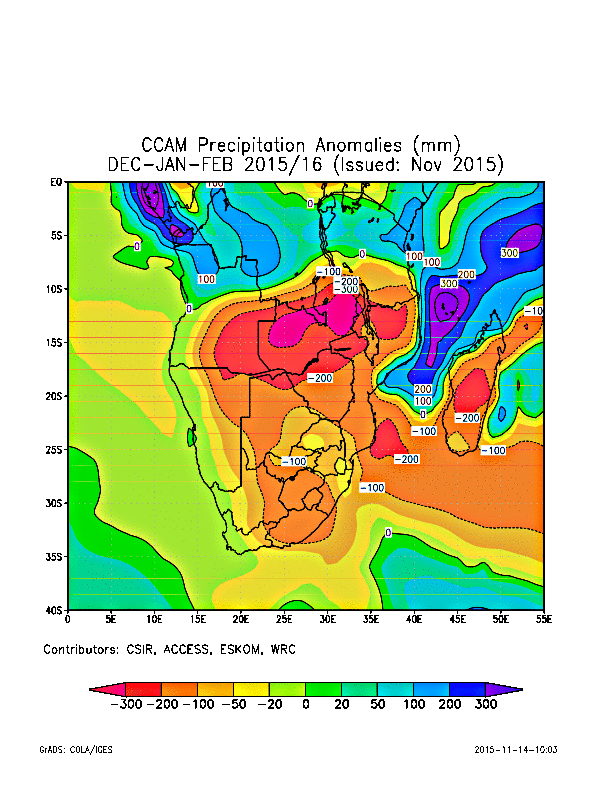 CCAM Precipitation Anomalies (mm)
DEC-JAN-FEB 2015/16 (Issued: Nov 2015)
EQ
100
0
5S
0
0
100
100
300
200
100
-100
300
-200
10S
-300
0
-10
15S
-200
200
20S
100
0
-200
-100
25S
-100
-100
-200
-100
30S
0
35S
40S
0 5E 10E 15E 20E 25E 30E 35E 40E 45E 50E 55E
Contributors: CSIR, ACCESS, ESKOM, WRC
-300 -200 -100 -50 -20 0 20 50 100 200 300
GrADS: COLA/IGES 2015-11-14-10:03